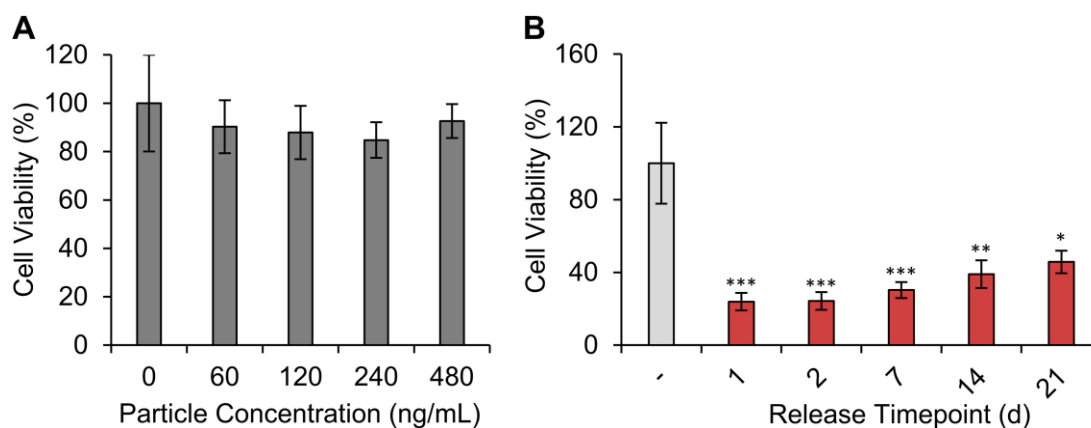 A
Cell Viability (%)
120
100
80
60
40
20
0
0 60 120 240 480
Particle Concentration (ng/mL)
B
Cell Viability (%)
160
120
80
40
0
*** *** *** ** *
- 1 2 7 14 21
Release Timepoint (d)